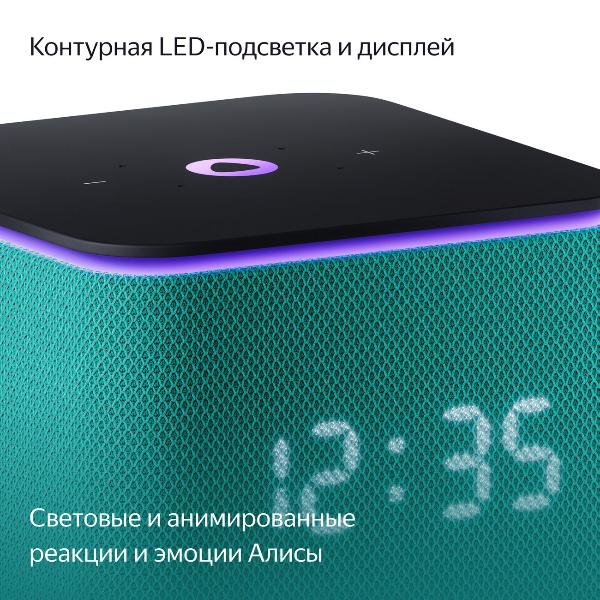 Контурная LED-подсветка и дисплей
12:35
Световые и анимированные
реакции и эмоции Алисы